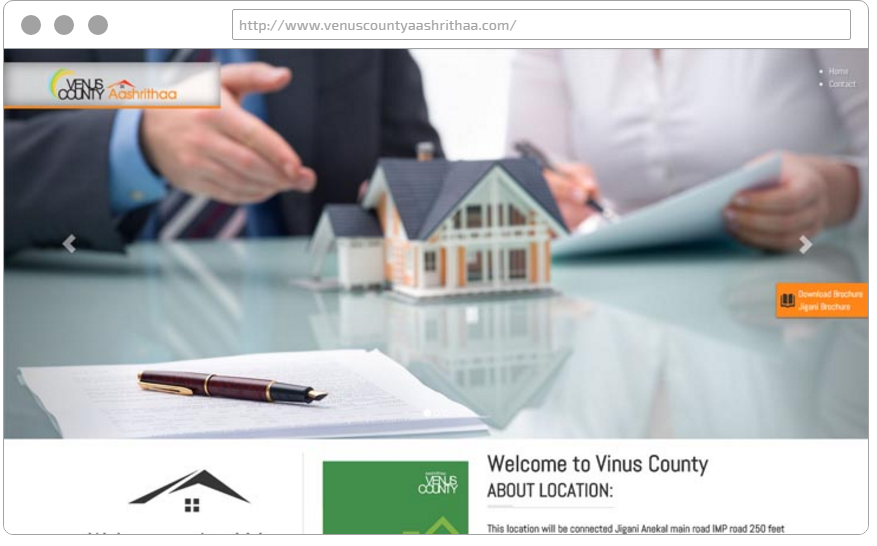 http://www.venuscountyaashrithaa.com/
VENUS
COUNTY Aashrithaa
Home
Contact
Download Brochure
Jigani Brochure
VENUS
COUNTY
Welcome to Vinus County
ABOUT LOCATION:
This location will be connected Jigani Anekal main road IMP road 250 feet